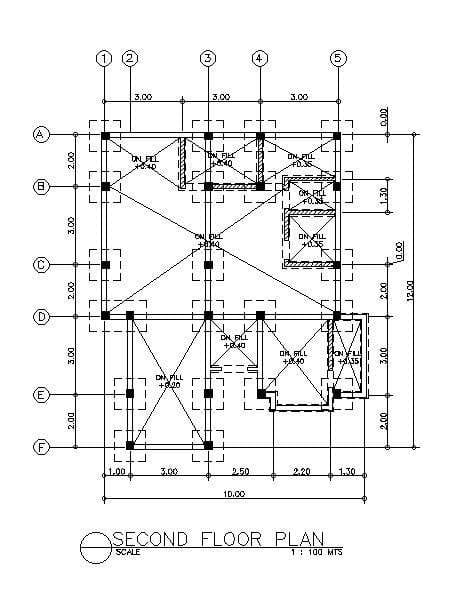 1 2 3 4 5
3.00 3.00 3.00
0.00
A
ON FILL +0.40
ON FILL +0.40
ON FILL +0.35
2.00
B
ON FILL +0.35
1.30
3.00
ON FILL +0.40
ON FILL +0.35
0.00
C
12.00
2.00
2.00
D
ON FILL +0.40
ON FILL +0.40
ON FILL +0.35
3.00
3.00
ON FILL +0.20
E
2.00
2.00
F
1.00 3.00 2.50 2.20 1.30
10.00
SECOND FLOOR PLAN
SCALE 1 : 100 MTS